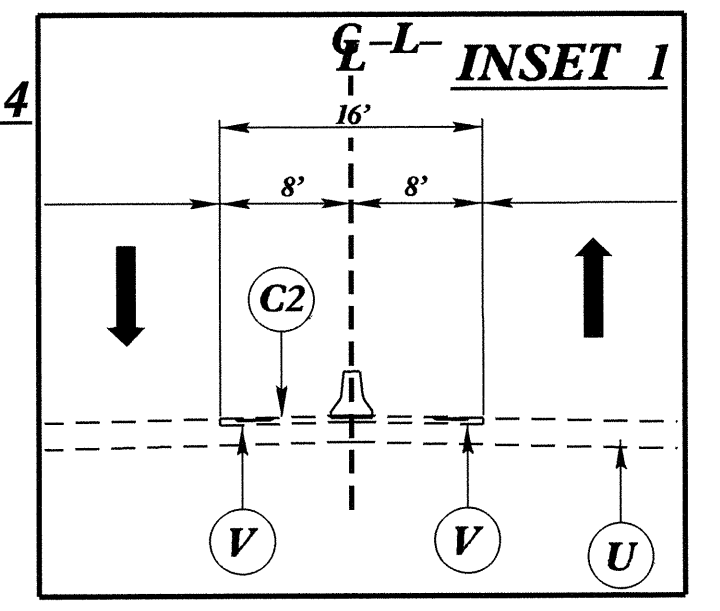 ℄ –L–
INSET 1
4
16’
8’ 8’
C2
V V U